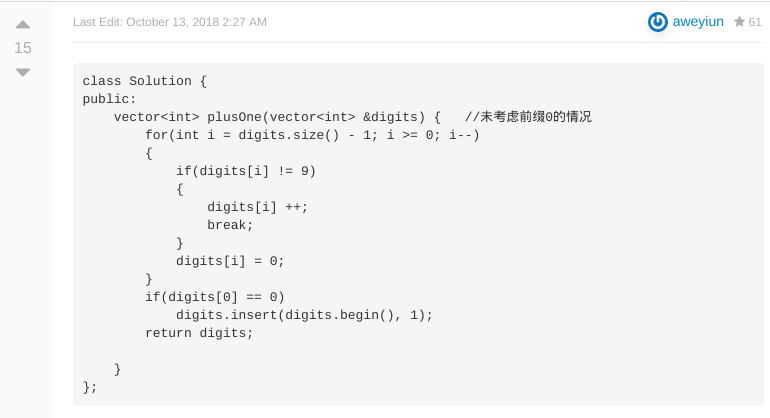 Last Edit: October 13, 2018 2:27 AM
aweyiun
61
15
class Solution {
public:
    vector<int> plusOne(vector<int> &digits) {   //未考虑前缀0的情况
        for(int i = digits.size() - 1; i >= 0; i--)
        {
            if(digits[i] != 9)
            {
                digits[i] ++;
                break;
            }
            digits[i] = 0;
        }
        if(digits[0] == 0)
            digits.insert(digits.begin(), 1);
        return digits;
    }
};